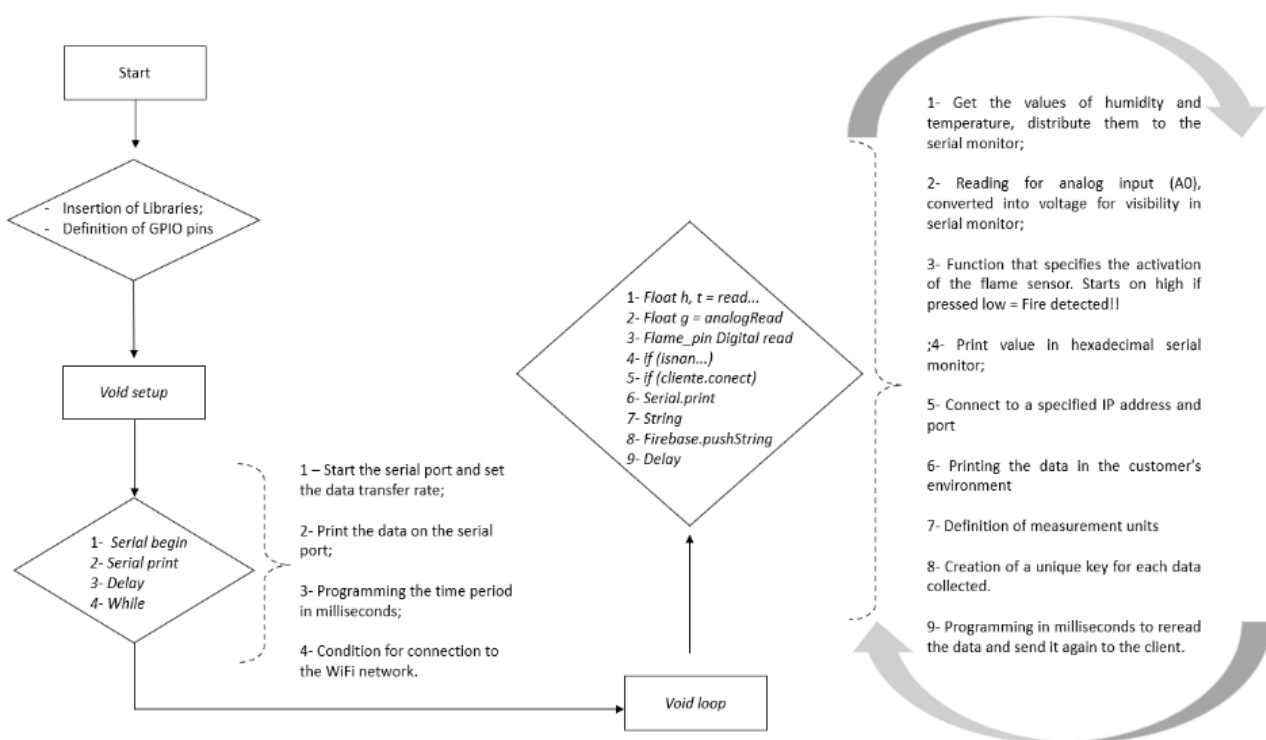 Start
- Insertion of Libraries;
- Definition of GPIO pins
Void setup
1- Serial begin
2- Serial print
3- Delay
4- While
1 – Start the serial port and set
the data transfer rate;
2- Print the data on the serial
port;
3- Programming the time period
in milliseconds;
4- Condition for connection to
the WiFi network.
Void loop
1- Float h, t = read...
2- Float g = analogRead
3- Flame_pin Digital read
4- if (isnan...)
5- if (cliente.conect)
6- Serial.print
7- String
8- Firebase.pushString
9- Delay
1- Get the values of humidity and
temperature, distribute them to the
serial monitor;
2- Reading for analog input (A0),
converted into voltage for visibility in
serial monitor;
3- Function that specifies the activation
of the flame sensor. Starts on high if
pressed low = Fire detected!!
;4- Print value in hexadecimal serial
monitor;
5- Connect to a specified IP address and
port
6- Printing the data in the customer's
environment
7- Definition of measurement units
8- Creation of a unique key for each data
collected.
9- Programming in milliseconds to reread
the data and send it again to the client.